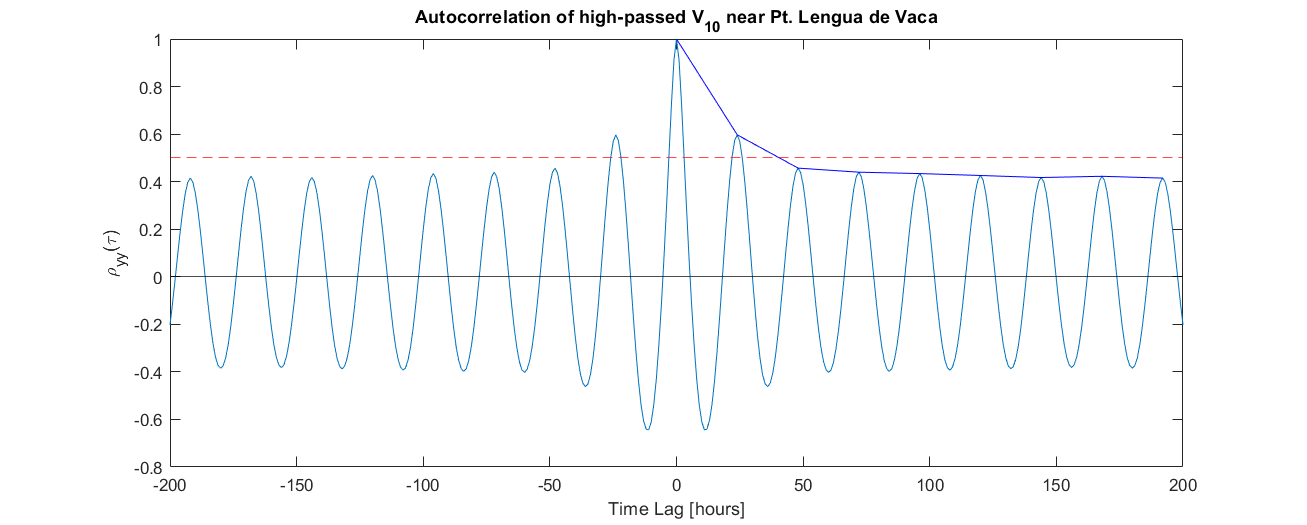 Autocorrelation of high-passed V10 near Pt. Lengua de Vaca
1
0.8
0.6
0.4
0.2
0
-0.2
-0.4
-0.6
-0.8
ρyy(τ)
-200 -150 -100 -50 0 50 100 150 200
Time Lag [hours]